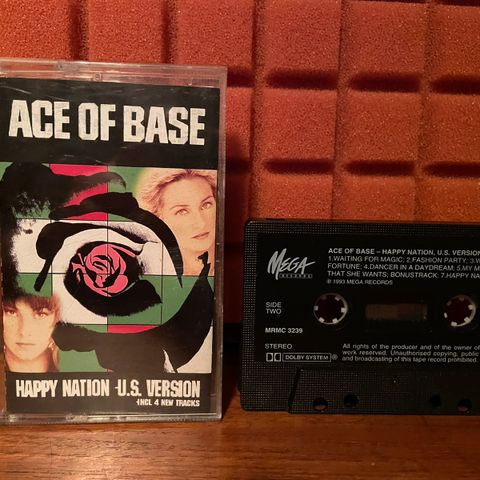 ACE OF BASE
HAPPY NATION U.S. VERSION
INCL 4 NEW TRACKS
MEGA
RECORDS
SIDE
TWO
MRMC 3239
STEREO
DOLBY SYSTEM
ACE OF BASE – HAPPY NATION, U.S. VERSION
1.WAITING FOR MAGIC; 2.FASHION PARTY; 3.
FORTUNE; 4.DANCER IN A DAYDREAM; 5.MY M
THAT SHE WANTS, BONUSTRACK; 7.HAPPY NA
℗ 1993 MEGA RECORDS
All rights of the producer and of the owner of
work reserved. Unauthorised copying, public
and broadcasting of this tape record prohibited.